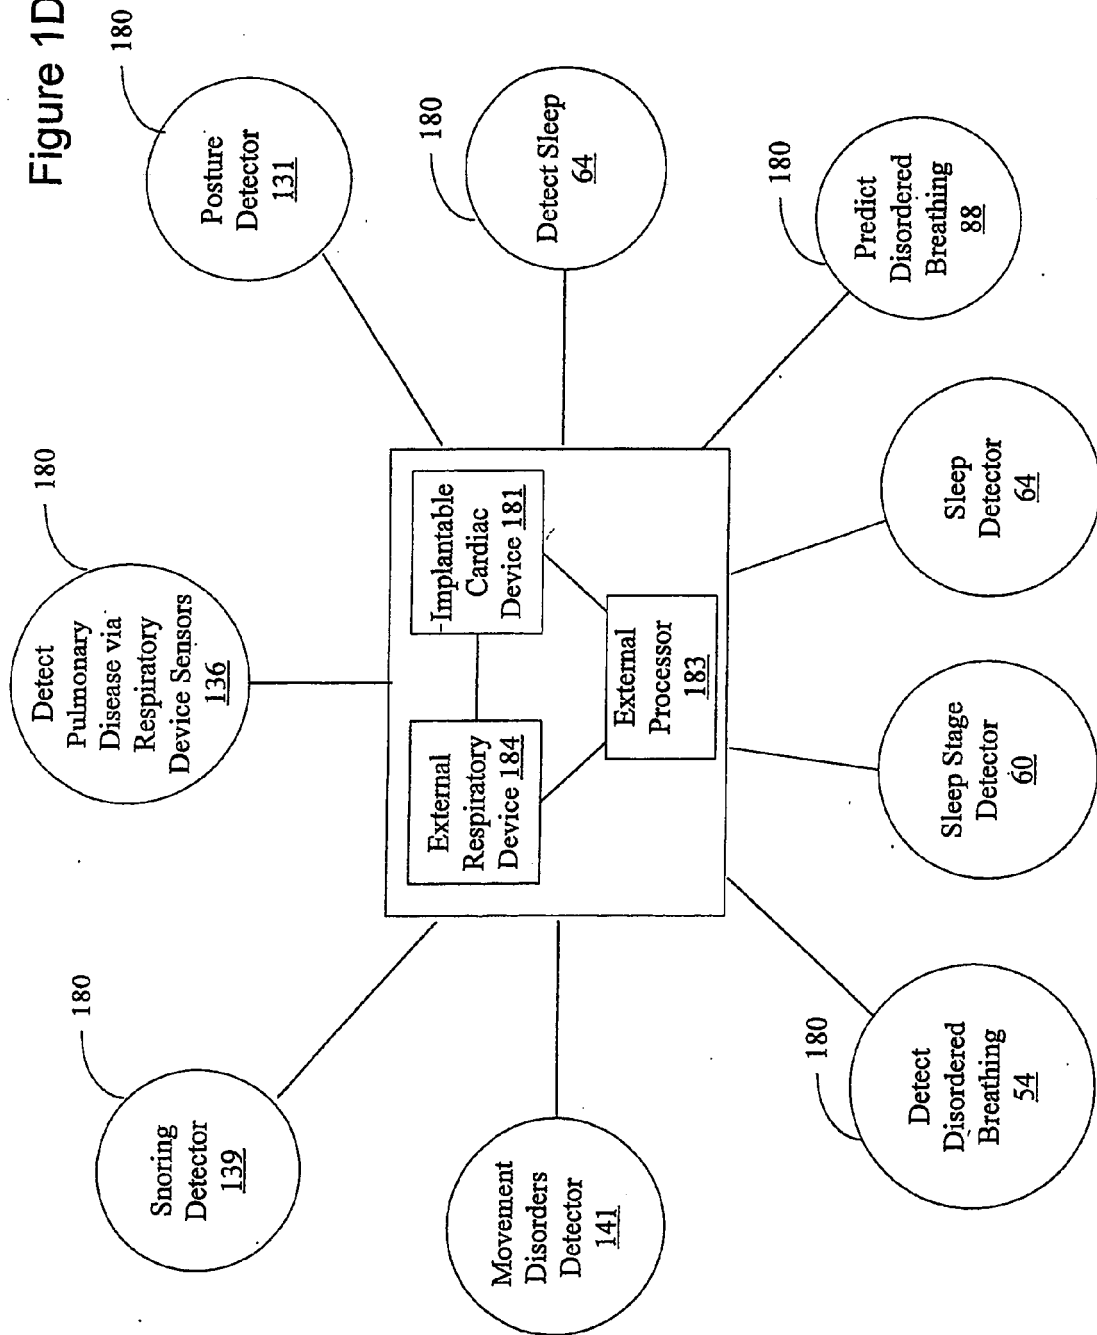 Figure 1D
180
Detect
Pulmonary
Disease via
Respiratory
Device Sensors
136
180
Posture
Detector
131
180
Snoring
Detector
139
180
Detect Sleep
64
Movement
Disorders
Detector
141
External
Respiratory
Device 184
Implantable
Cardiac
Device 181
External
Processor
183
180
Predict
Disordered
Breathing
88
180
Detect
Disordered
Breathing
54
Sleep Stage
Detector
60
Sleep
Detector
64